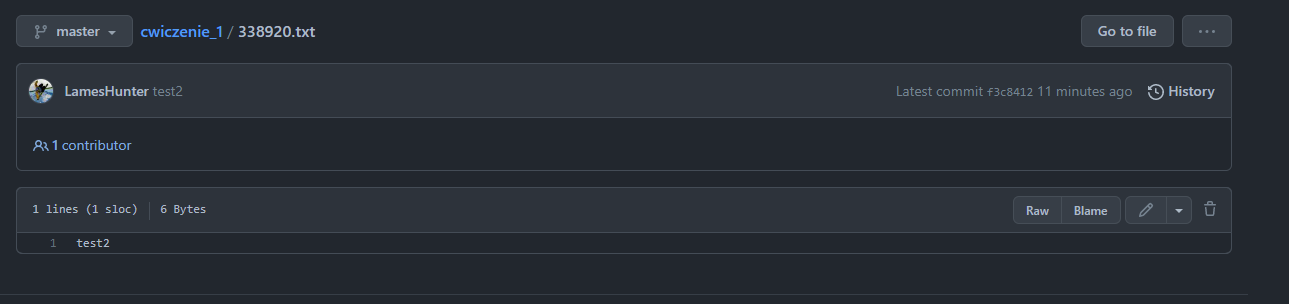 master cwiczenie_1 / 338920.txt Go to file ...
LamesHunter test2 Latest commit f3c8412 11 minutes ago History
1 contributor
1 lines (1 sloc) 6 Bytes Raw Blame
1 test2